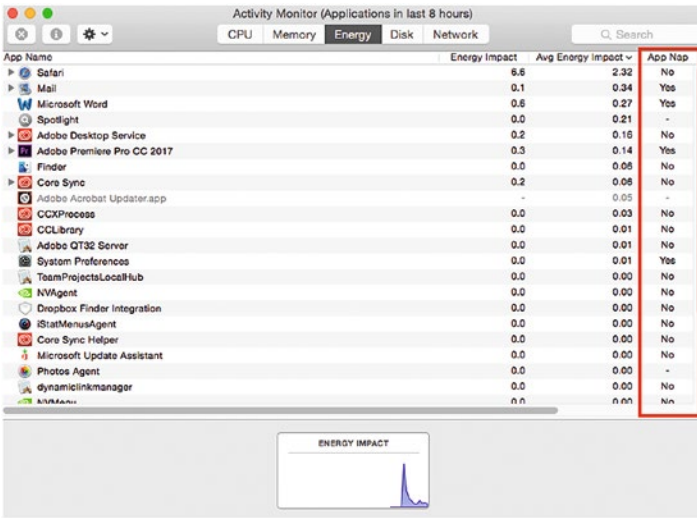 Activity Monitor (Applications in last 8 hours)
CPU Memory Energy Disk Network Search
App Name Energy Impact Avg Energy Impact App Nap
Safari 6.6 2.32 No
Mail 0.1 0.34 Yes
Microsoft Word 0.6 0.27 Yes
Spotlight 0.0 0.21 -
Adobe Desktop Service 0.2 0.16 No
Adobe Premiere Pro CC 2017 0.3 0.14 Yes
Finder 0.0 0.06 No
Core Sync 0.2 0.06 No
Adobe Acrobat Updater.app - 0.05 -
CCXProcess 0.0 0.03 No
CCLibrary 0.0 0.01 No
Adobe QT32 Server 0.0 0.01 No
System Preferences 0.0 0.01 Yes
TeamProjectsLocalHub 0.0 0.00 No
NVAgent 0.0 0.00 No
Dropbox Finder Integration 0.0 0.00 No
iStatMenusAgent 0.0 0.00 No
Core Sync Helper 0.0 0.00 No
Microsoft Update Assistant 0.0 0.00 No
Photos Agent 0.0 0.00 -
dynamiclinkmanager 0.0 0.00 No
NVMenu 0.0 0.00 No
ENERGY IMPACT